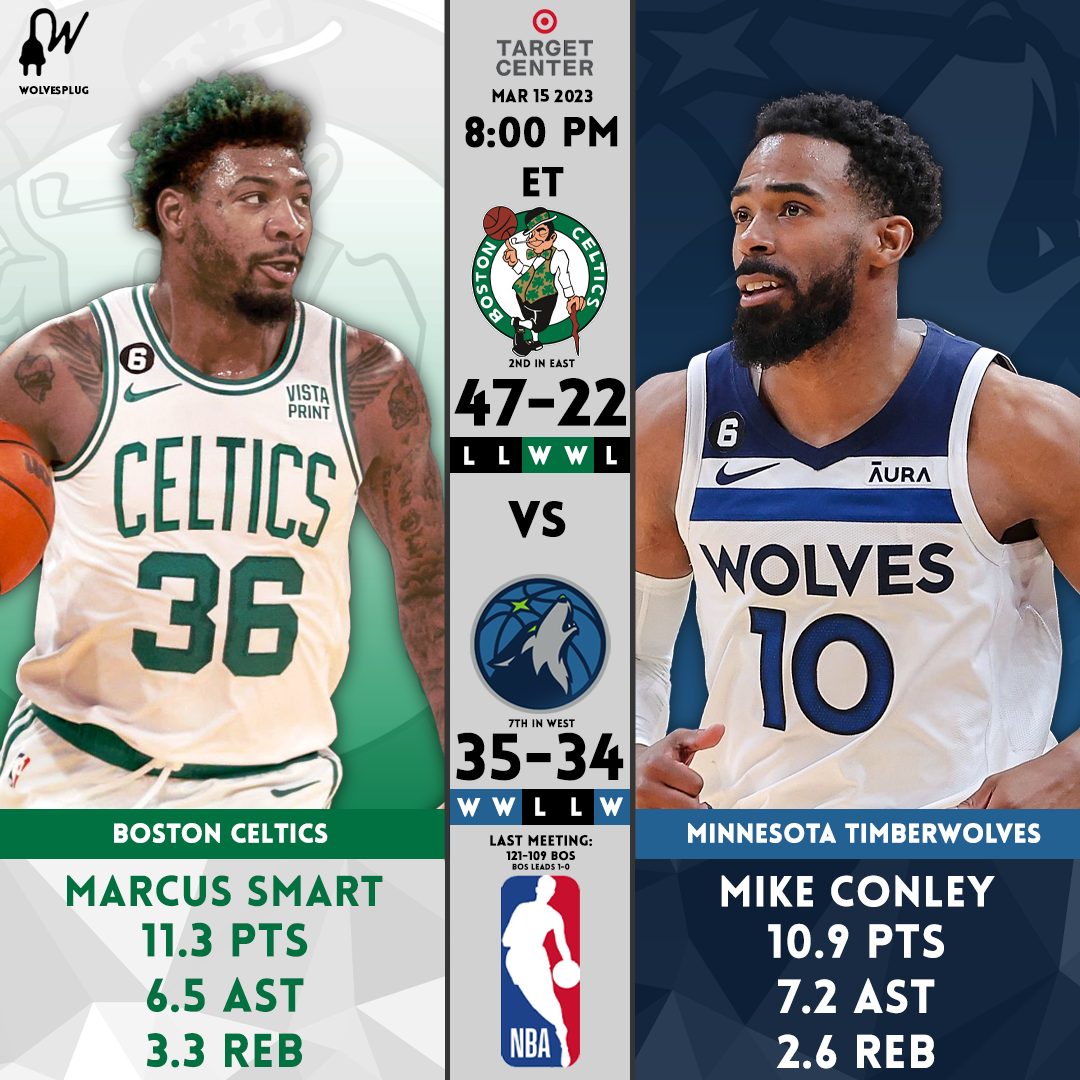 W
WOLVESPLUG
VISTA
PRINT
6
CELTICS
36
BOSTON CELTICS
MARCUS SMART
11.3 PTS
6.5 AST
3.3 REB
TARGET
CENTER
MAR 15 2023
8:00 PM
ET
BOSTON CELTICS
2ND IN EAST
47-22
L L W W L
VS
7TH IN WEST
35-34
W W L L W
LAST MEETING:
121-109 BOS
BOS LEADS 1-0
NBA
6
ĀURA
WOLVES
10
MINNESOTA TIMBERWOLVES
MIKE CONLEY
10.9 PTS
7.2 AST
2.6 REB